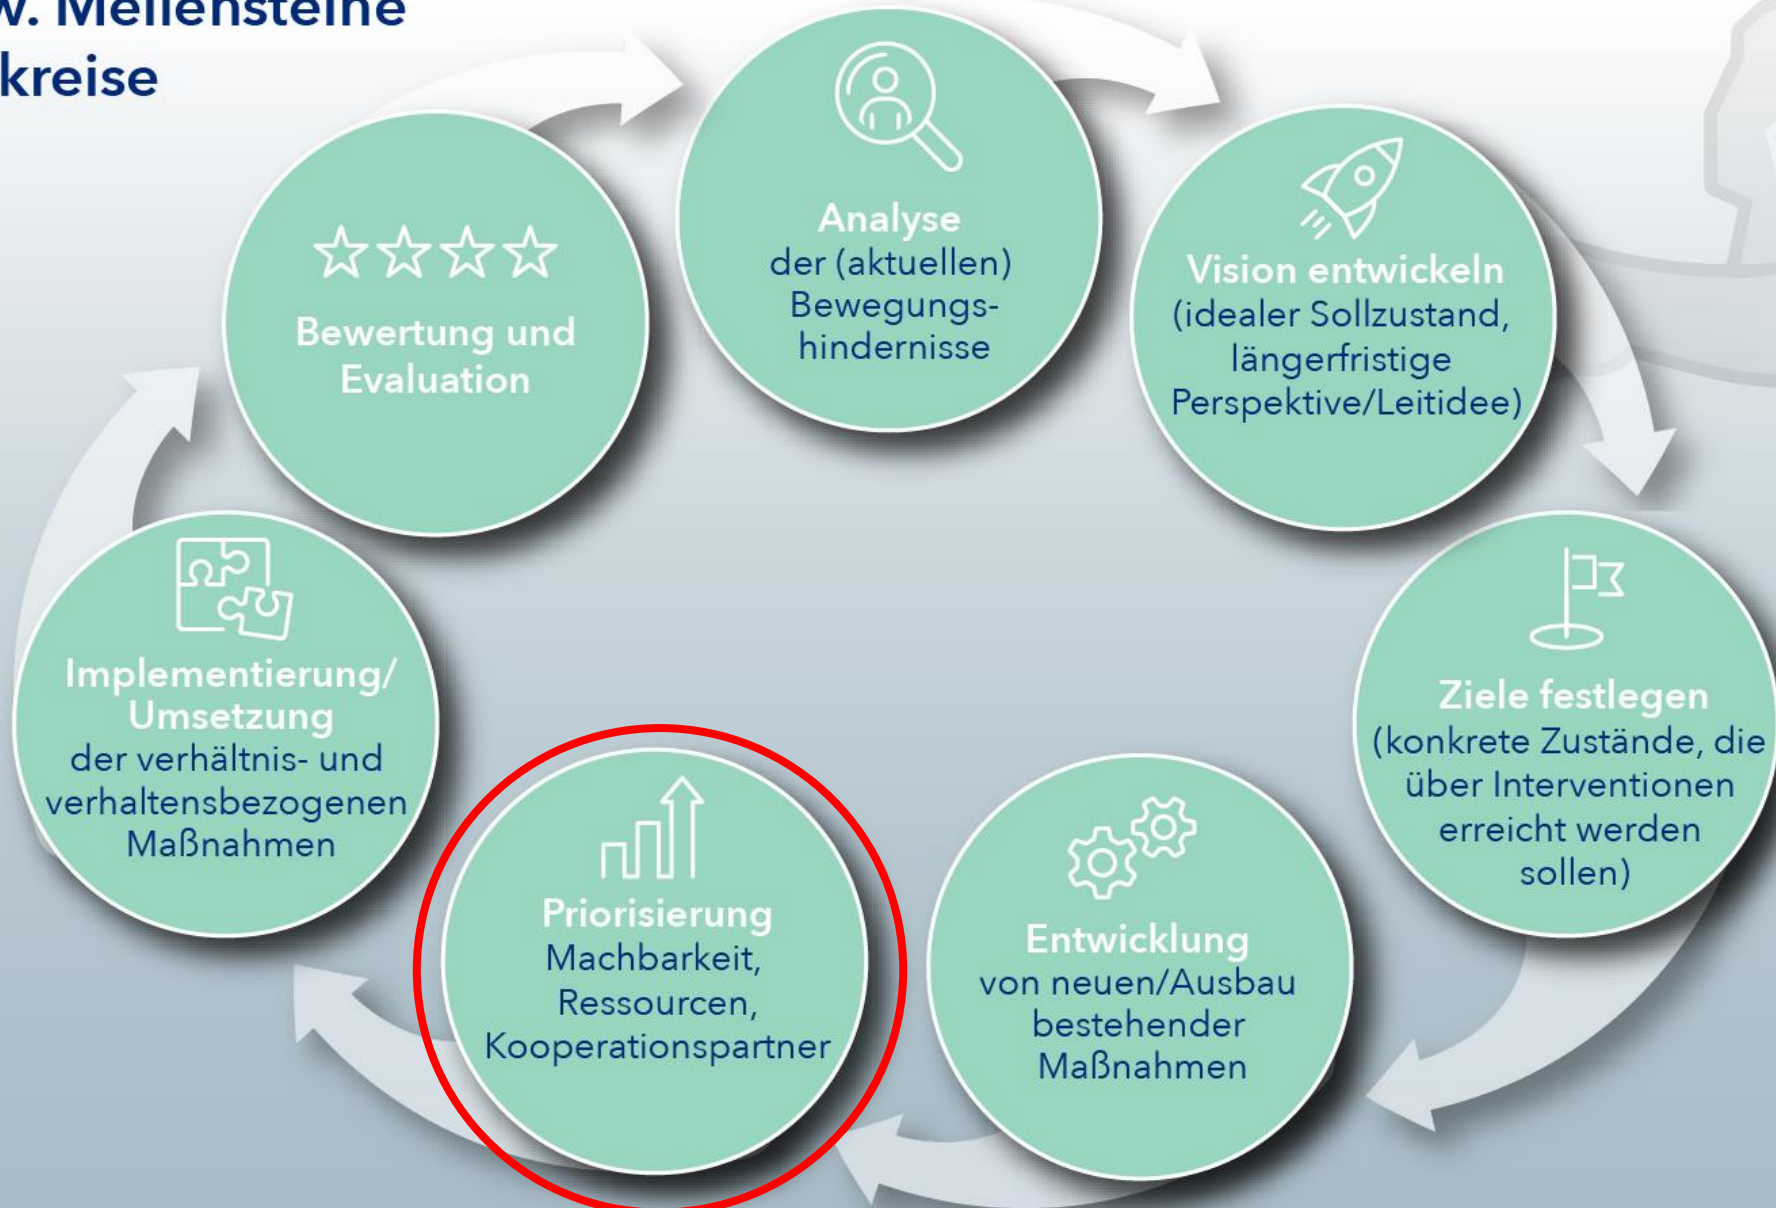 w. Meilensteine
kreise
Analyse
der (aktuellen)
Bewegungs-
hindernisse
Vision entwickeln
(idealer Sollzustand,
längerfristige
Perspektive/Leitidee)
Ziele festlegen
(konkrete Zustände, die
über Interventionen
erreicht werden
sollen)
Entwicklung
von neuen/Ausbau
bestehender
Maßnahmen
Priorisierung
Machbarkeit,
Ressourcen,
Kooperationspartner
Implementierung/
Umsetzung
der verhältnis- und
verhaltensbezogenen
Maßnahmen
Bewertung und
Evaluation